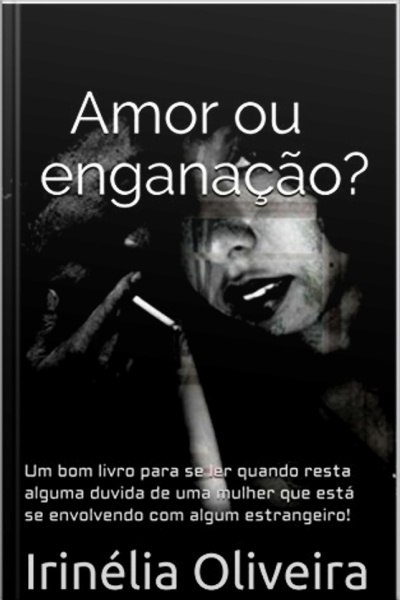 Amor ou
enganação?
Um bom livro para se ler quando resta
alguma duvida de uma mulher que está
se envolvendo com algum estrangeiro!
Irinélia Oliveira